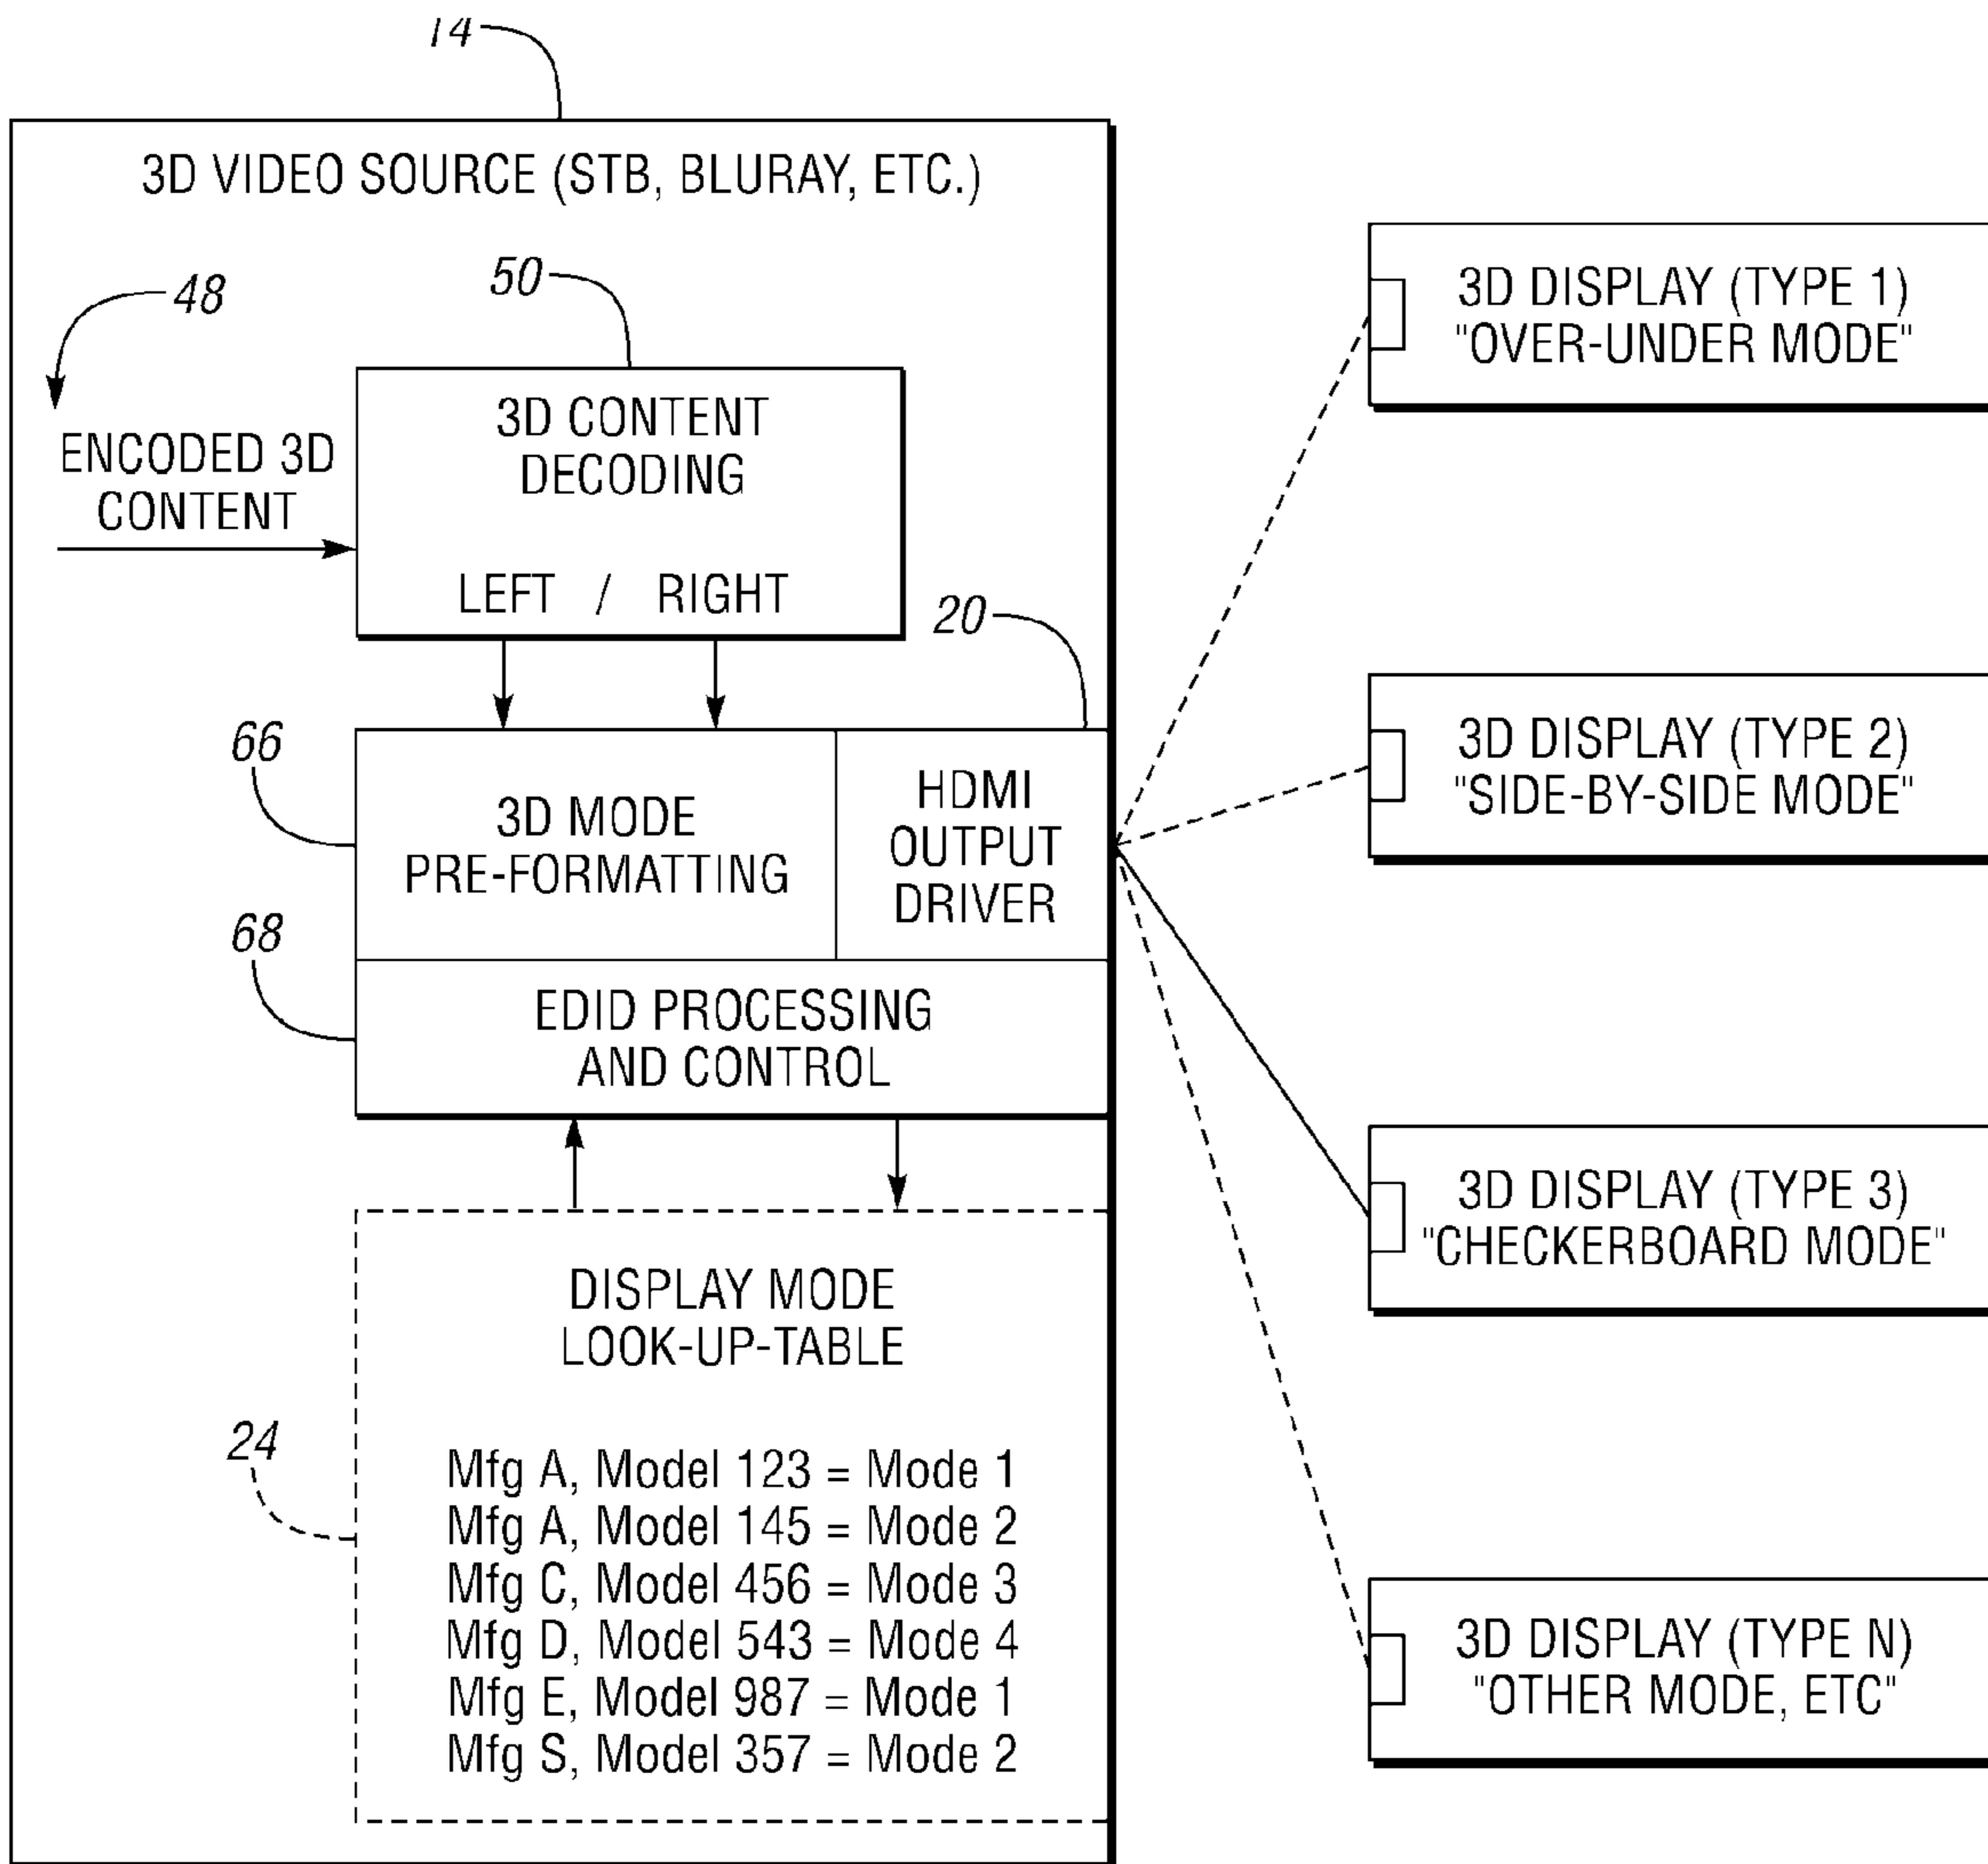 14
3D VIDEO SOURCE (STB, BLURAY, ETC.)
48
50
ENCODED 3D
CONTENT
3D CONTENT
DECODING
LEFT / RIGHT
20
66
3D MODE
PRE-FORMATTING
HDMI
OUTPUT
DRIVER
68
EDID PROCESSING
AND CONTROL
DISPLAY MODE
LOOK-UP-TABLE
24
Mfg A, Model 123 = Mode 1
Mfg A, Model 145 = Mode 2
Mfg C, Model 456 = Mode 3
Mfg D, Model 543 = Mode 4
Mfg E, Model 987 = Mode 1
Mfg S, Model 357 = Mode 2
3D DISPLAY (TYPE 1)
"OVER-UNDER MODE"
3D DISPLAY (TYPE 2)
"SIDE-BY-SIDE MODE"
3D DISPLAY (TYPE 3)
"CHECKERBOARD MODE"
3D DISPLAY (TYPE N)
"OTHER MODE, ETC"